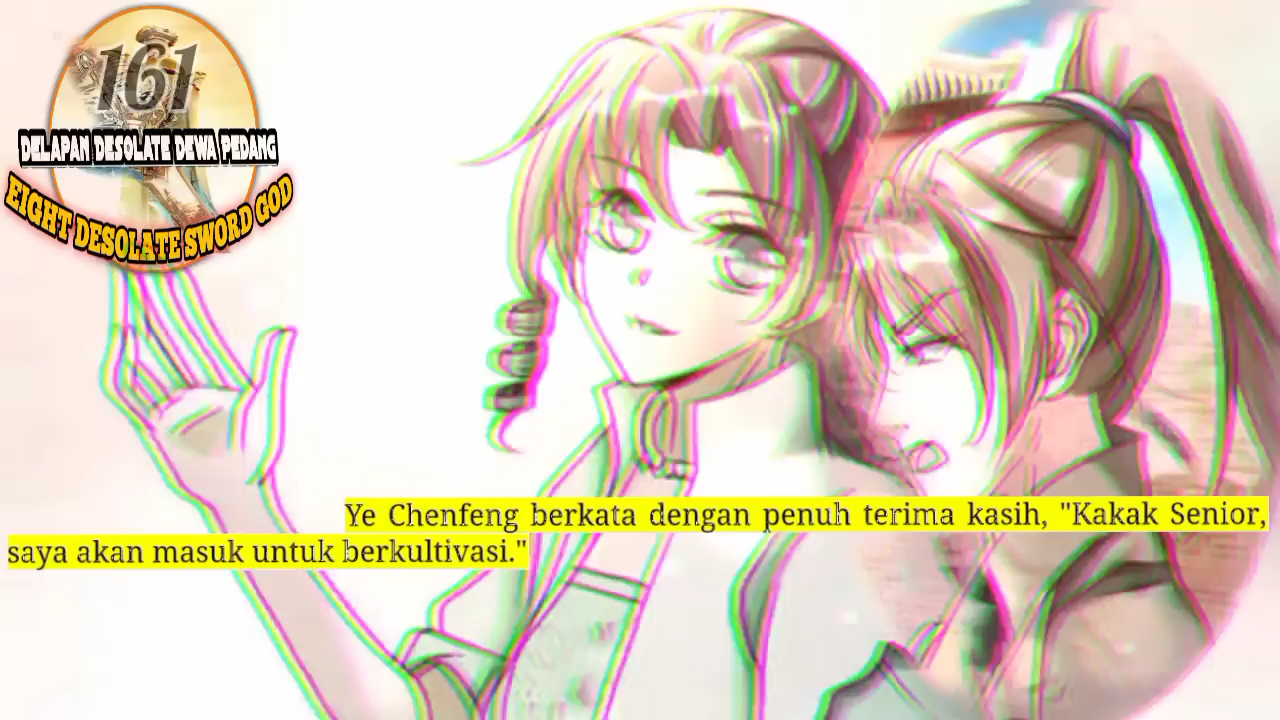 161
DELAPAN DESOLATE DEWA PEDANG
EIGHT DESOLATE SWORD GOD
Ye Chenfeng berkata dengan penuh terima kasih, "Kakak Senior,
saya akan masuk untuk berkultivasi."